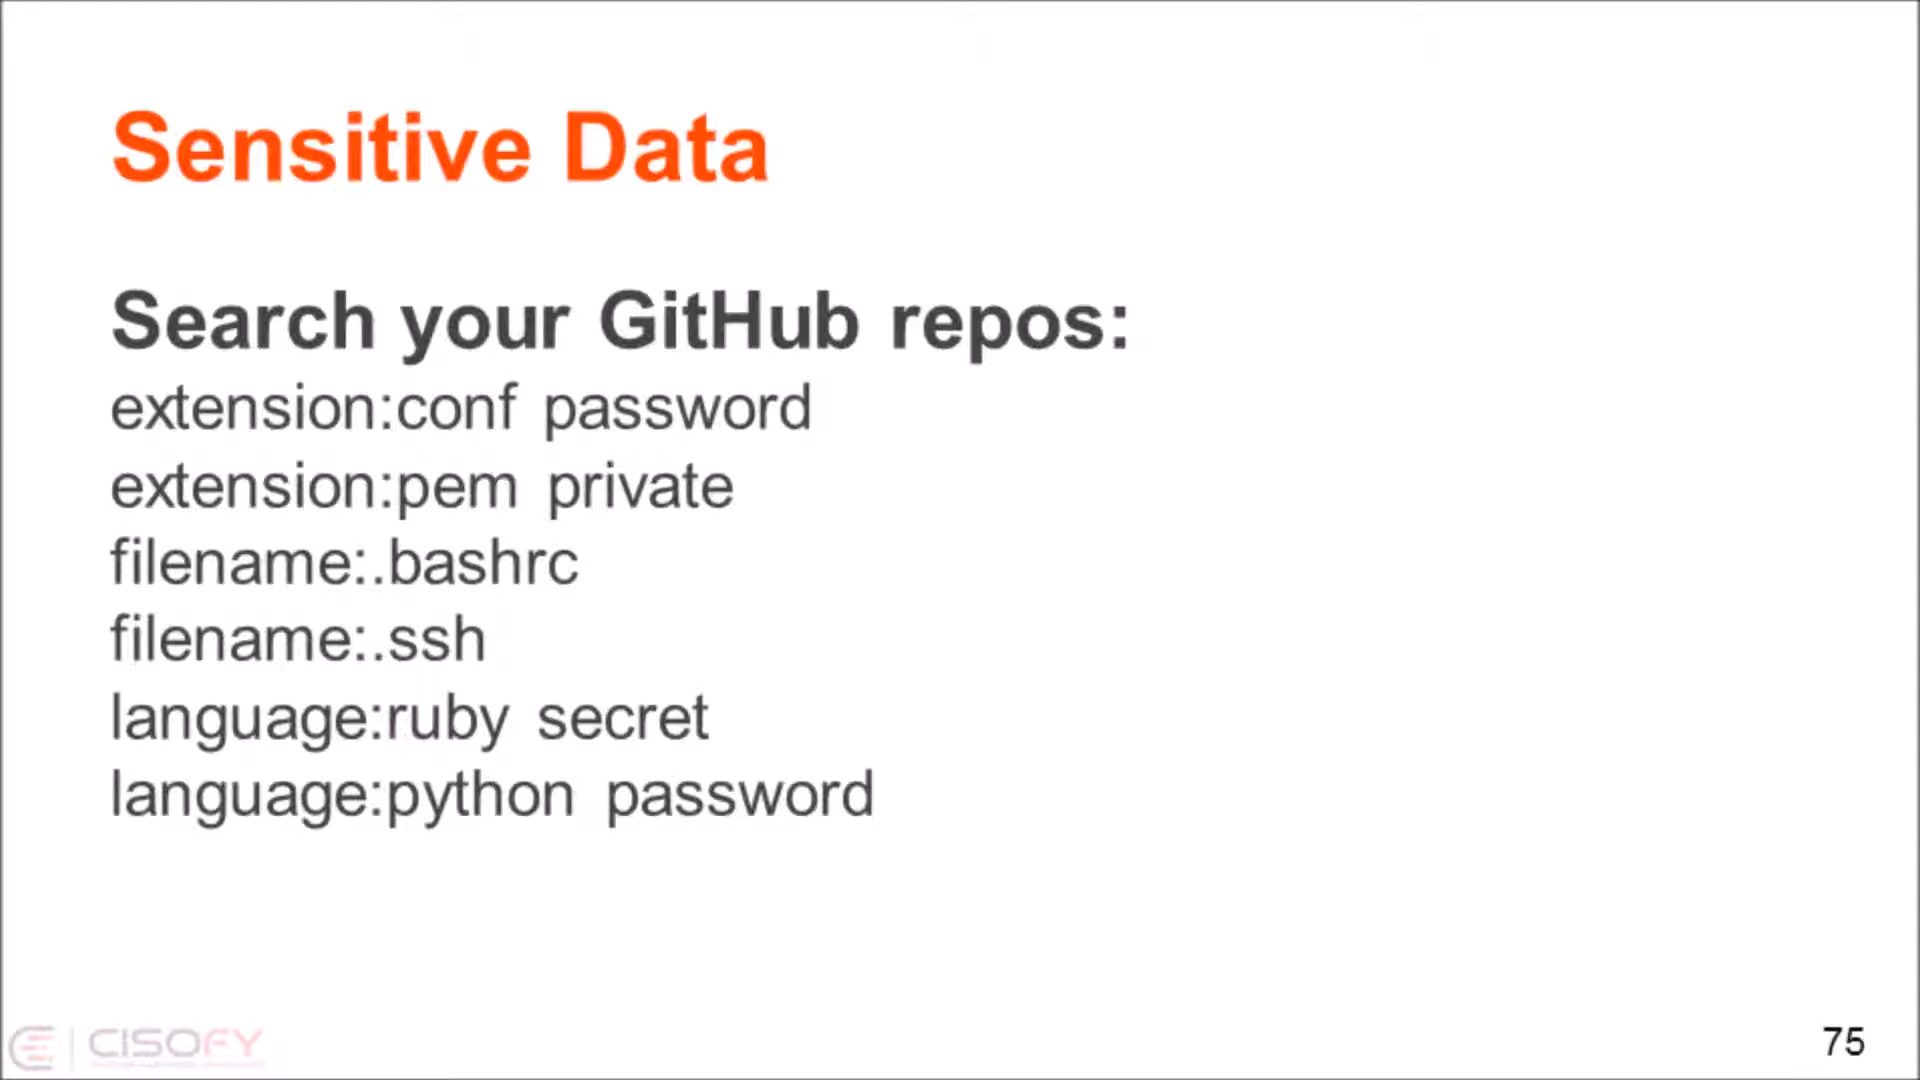 Sensitive Data
Search your GitHub repos:
extension:conf password
extension:pem private
filename:.bashrc
filename:.ssh
language:ruby secret
language:python password
CISOFY
75